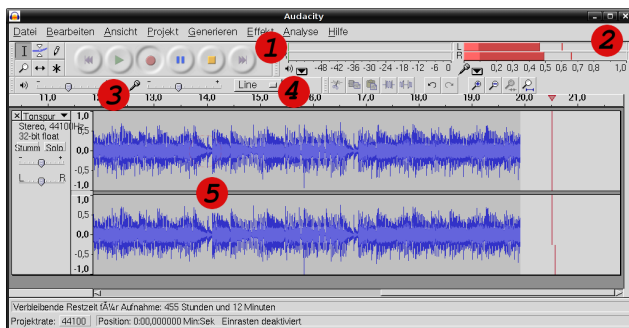 Audacity
Datei Bearbeiten Ansicht Projekt Generieren Effekt Analyse Hilfe
1
2
L
R
-48 -42 -36 -30 -24 -18 -12 -6 0
0,2 0,3 0,4 0,5 0,6 0,7 0,8 1,0
3
Line
4
11,0 12,0 13,0 14,0 15,0 16,0 17,0 18,0 19,0 20,0 21,0
Tonspur
Stereo, 44100Hz
32-bit float
Stumm Solo
- +
L R
1,0
0,5
0,0
-0,5
-1,0
5
1,0
0,5
0,0
-0,5
-1,0
Verbleibende Restzeit fÃ¼r Aufnahme: 455 Stunden und 12 Minuten
Projektrate: 44100 Position: 0:00,000000 Min:Sek Einrasten deaktiviert